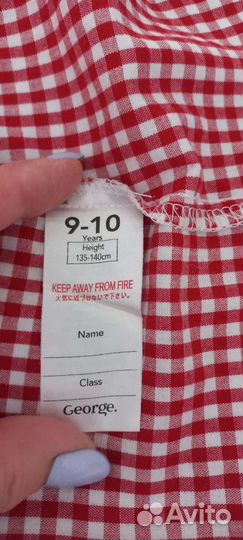 9-10
Years
Height
135-140cm
KEEP AWAY FROM FIRE
火気に近づけないで下さい。
Name
Class
George.
Avito